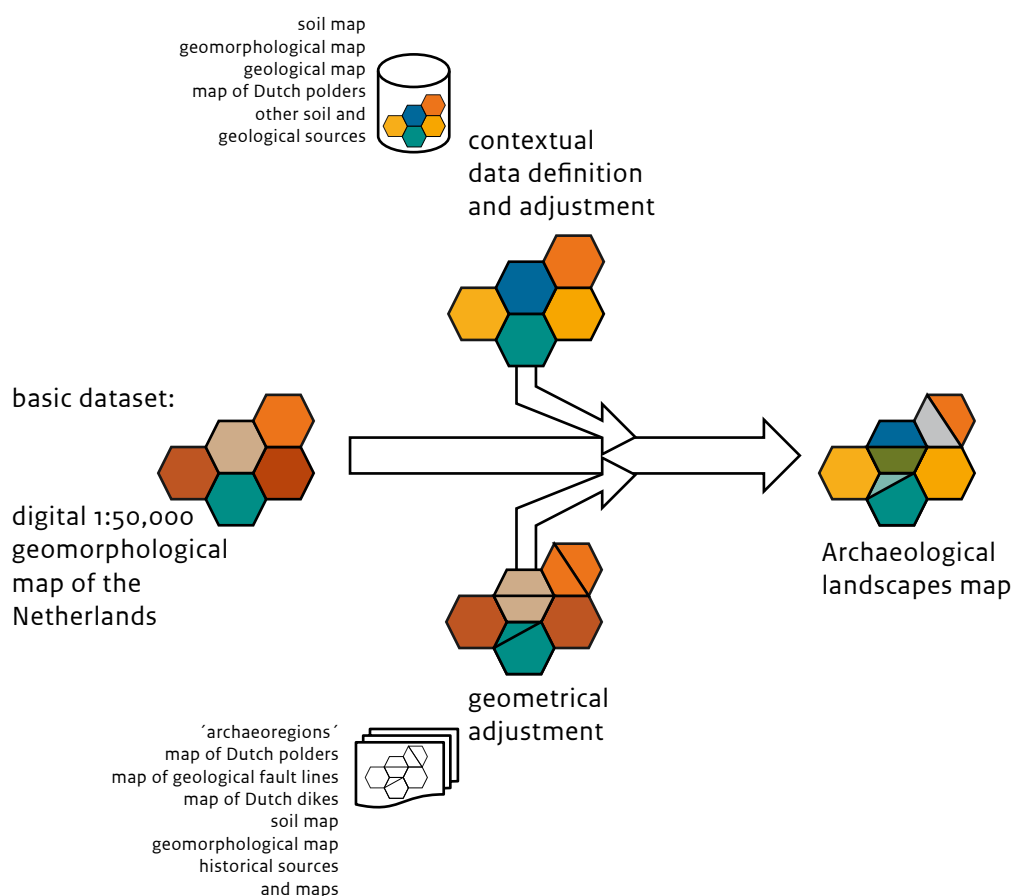 soil map
geomorphological map
geological map
map of Dutch polders
other soil and
geological sources
contextual
data definition
and adjustment
basic dataset:
digital 1:50,000
geomorphological
map of the
Netherlands
Archaeological
landscapes map
geometrical
adjustment
´archaeoregions´
map of Dutch polders
map of geological fault lines
map of Dutch dikes
soil map
geomorphological map
historical sources
and maps